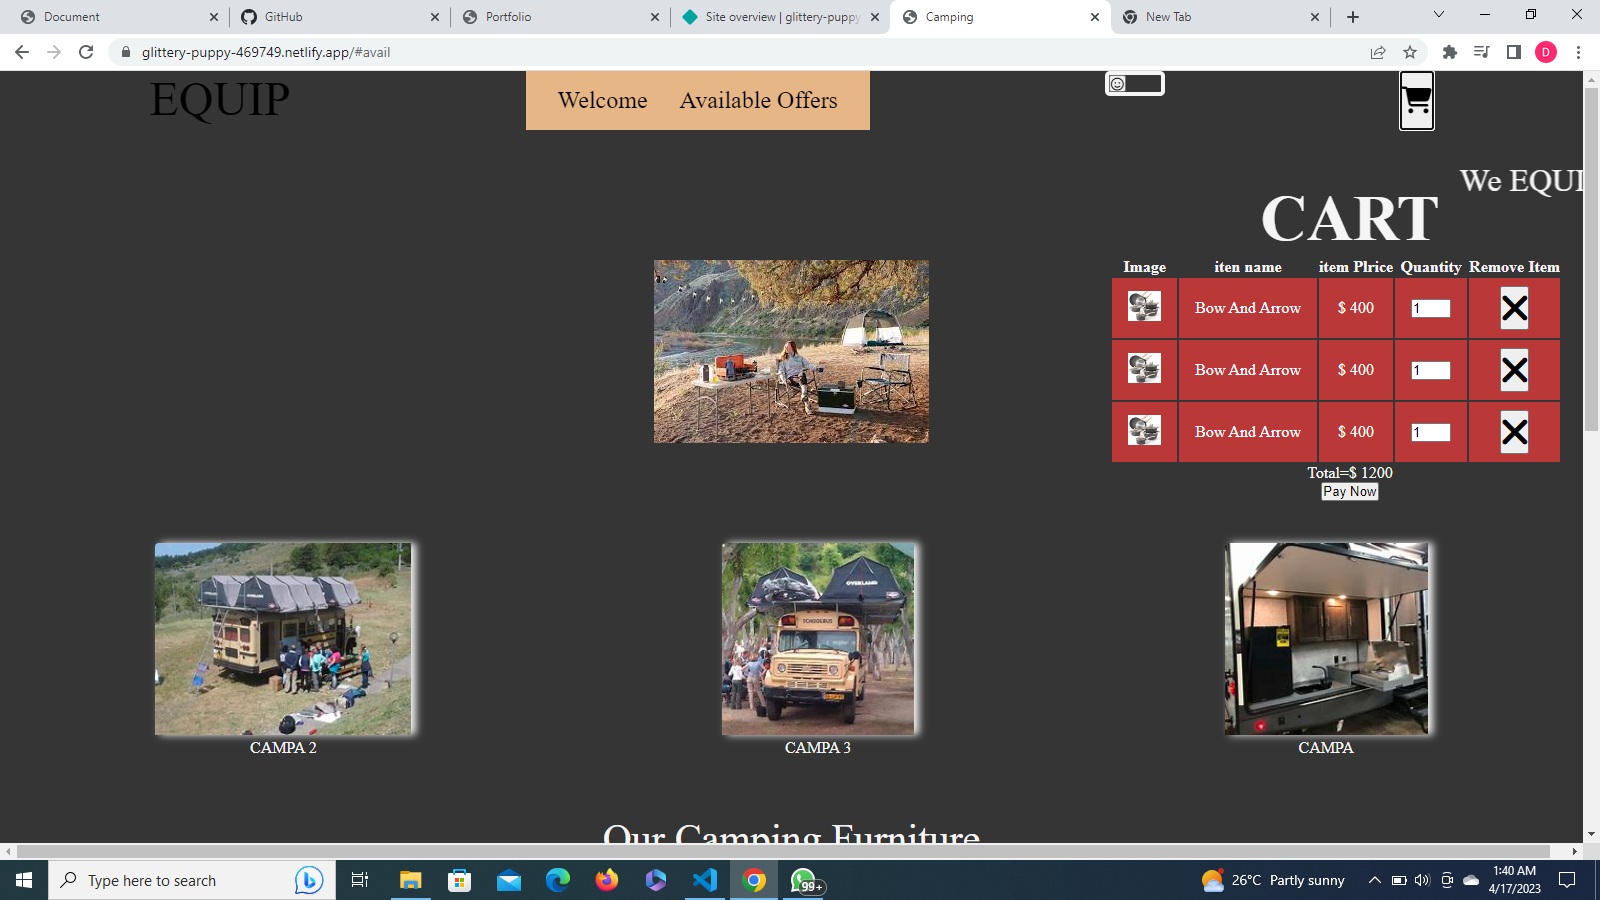 Document
GitHub
Portfolio
Site overview | glittery-puppy
Camping
New Tab
glittery-puppy-469749.netlify.app/#avail
D
EQUIP
Welcome Available Offers
We EQUI
CART
Image iten name item Plrice Quantity Remove Item
Bow And Arrow $ 400 1
Bow And Arrow $ 400 1
Bow And Arrow $ 400 1
Total=$ 1200
Pay Now
OVERLAND
SCHOOLBUS
CAMPA 2
CAMPA 3
CAMPA
Our Camping Furniture
Type here to search
99+
26°C Partly sunny
1:40 AM
4/17/2023